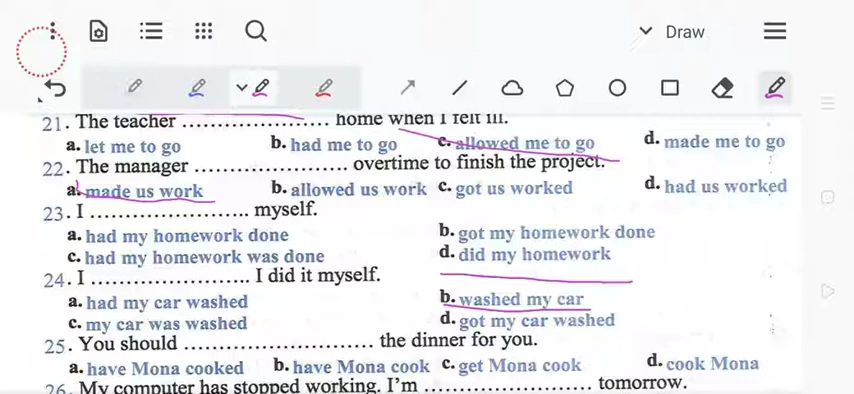 Draw
21. The teacher ........................ home when I felt ill.
a. let me to go b. had me to go c. allowed me to go d. made me to go
22. The manager ......................... overtime to finish the project.
a. made us work b. allowed us work c. got us worked d. had us worked
23. I ......................... myself.
a. had my homework done b. got my homework done
c. had my homework was done d. did my homework
24. I ......................... I did it myself.
a. had my car washed b. washed my car
c. my car was washed d. got my car washed
25. You should .............................. the dinner for you.
a. have Mona cooked b. have Mona cook c. get Mona cook d. cook Mona
26. My computer has stopped working. I'm ........................... tomorrow.